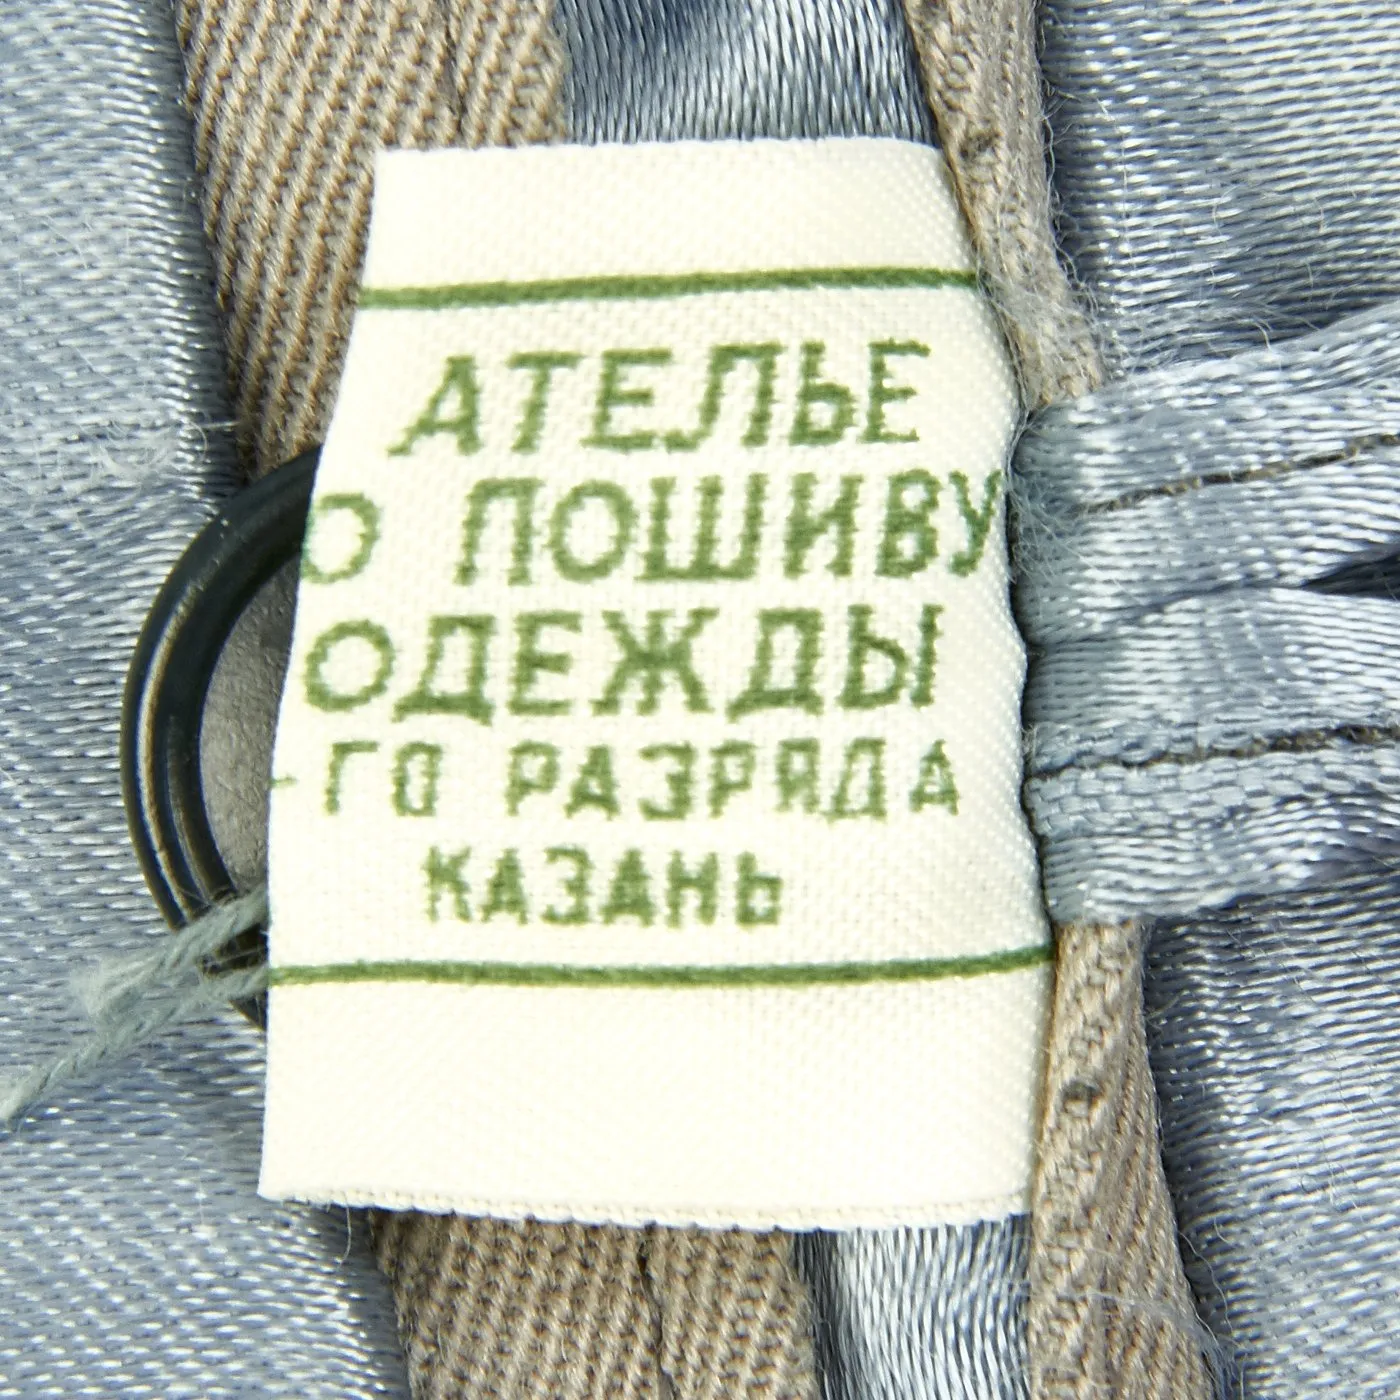 АТЕЛЬЕ
О ПОШИВУ
ОДЕЖДЫ
-ГО РАЗРЯДА
КАЗАНЬ